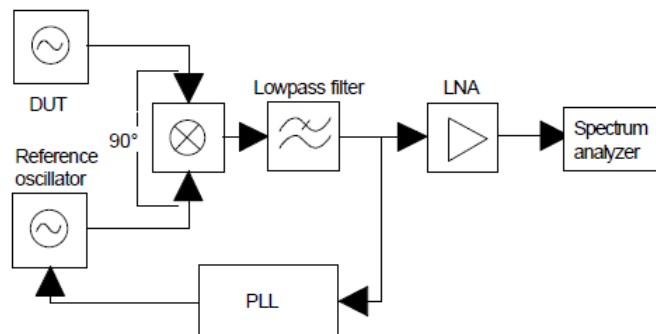 DUT
90°
Lowpass filter
LNA
Spectrum
analyzer
Reference
oscillator
PLL